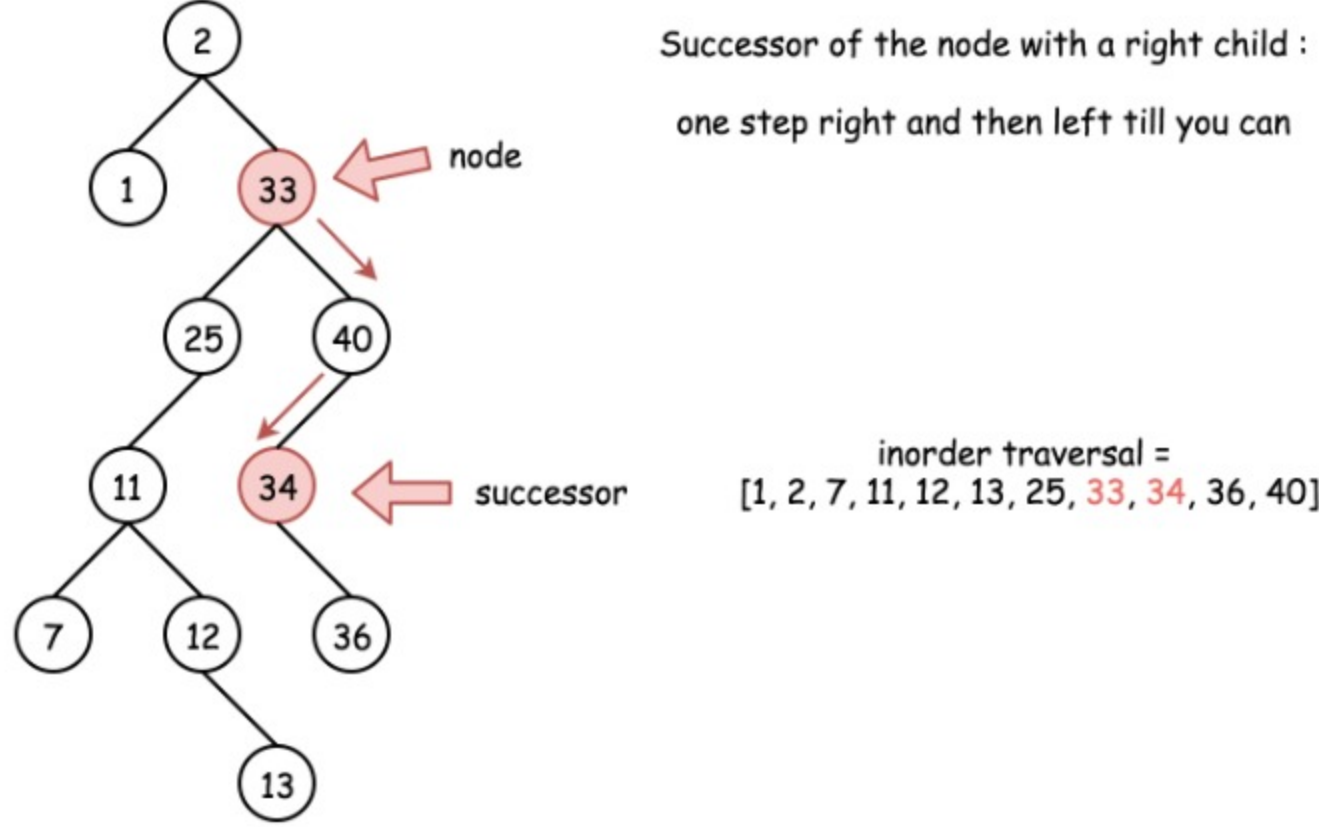 2
Successor of the node with a right child :
one step right and then left till you can
node
1
33
25
40
11
34
successor
inorder traversal =
[1, 2, 7, 11, 12, 13, 25, 33, 34, 36, 40]
7
12
36
13